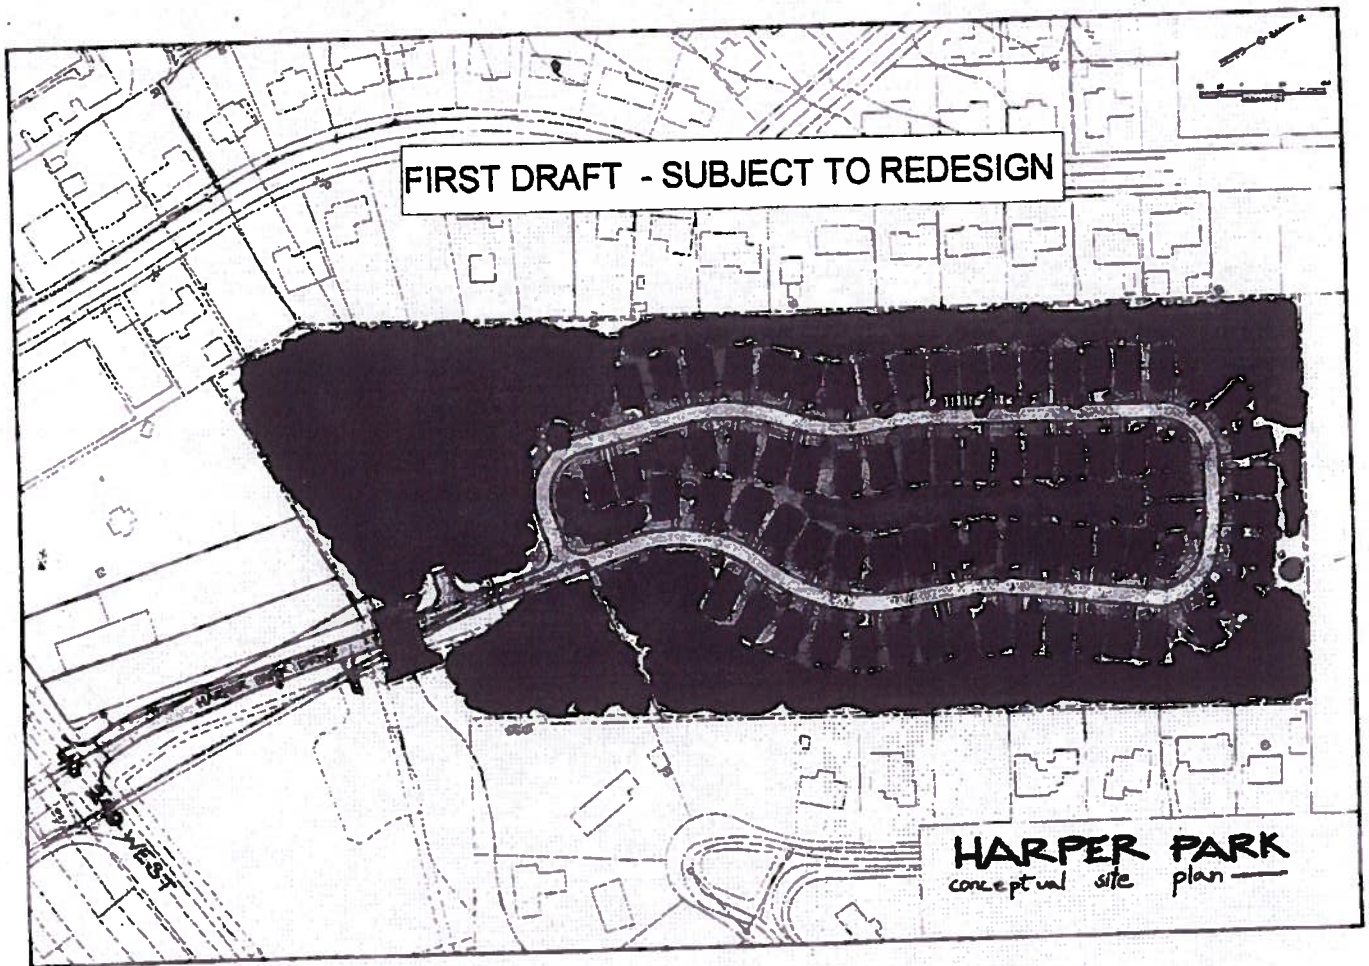 FIRST DRAFT - SUBJECT TO REDESIGN
WEST
HARPER PARK
conceptual site plan